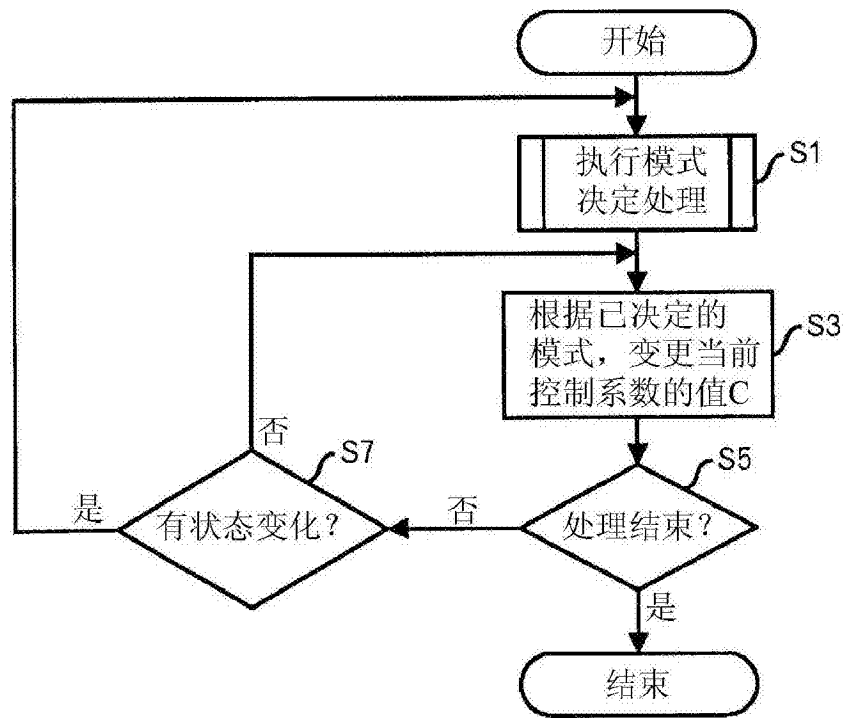 开始
执行模式
决定处理
S1
根据已决定的
模式，变更当前
控制系数的值C
S3
处理结束？
S5
否
是
有状态变化？
S7
否
是
结束